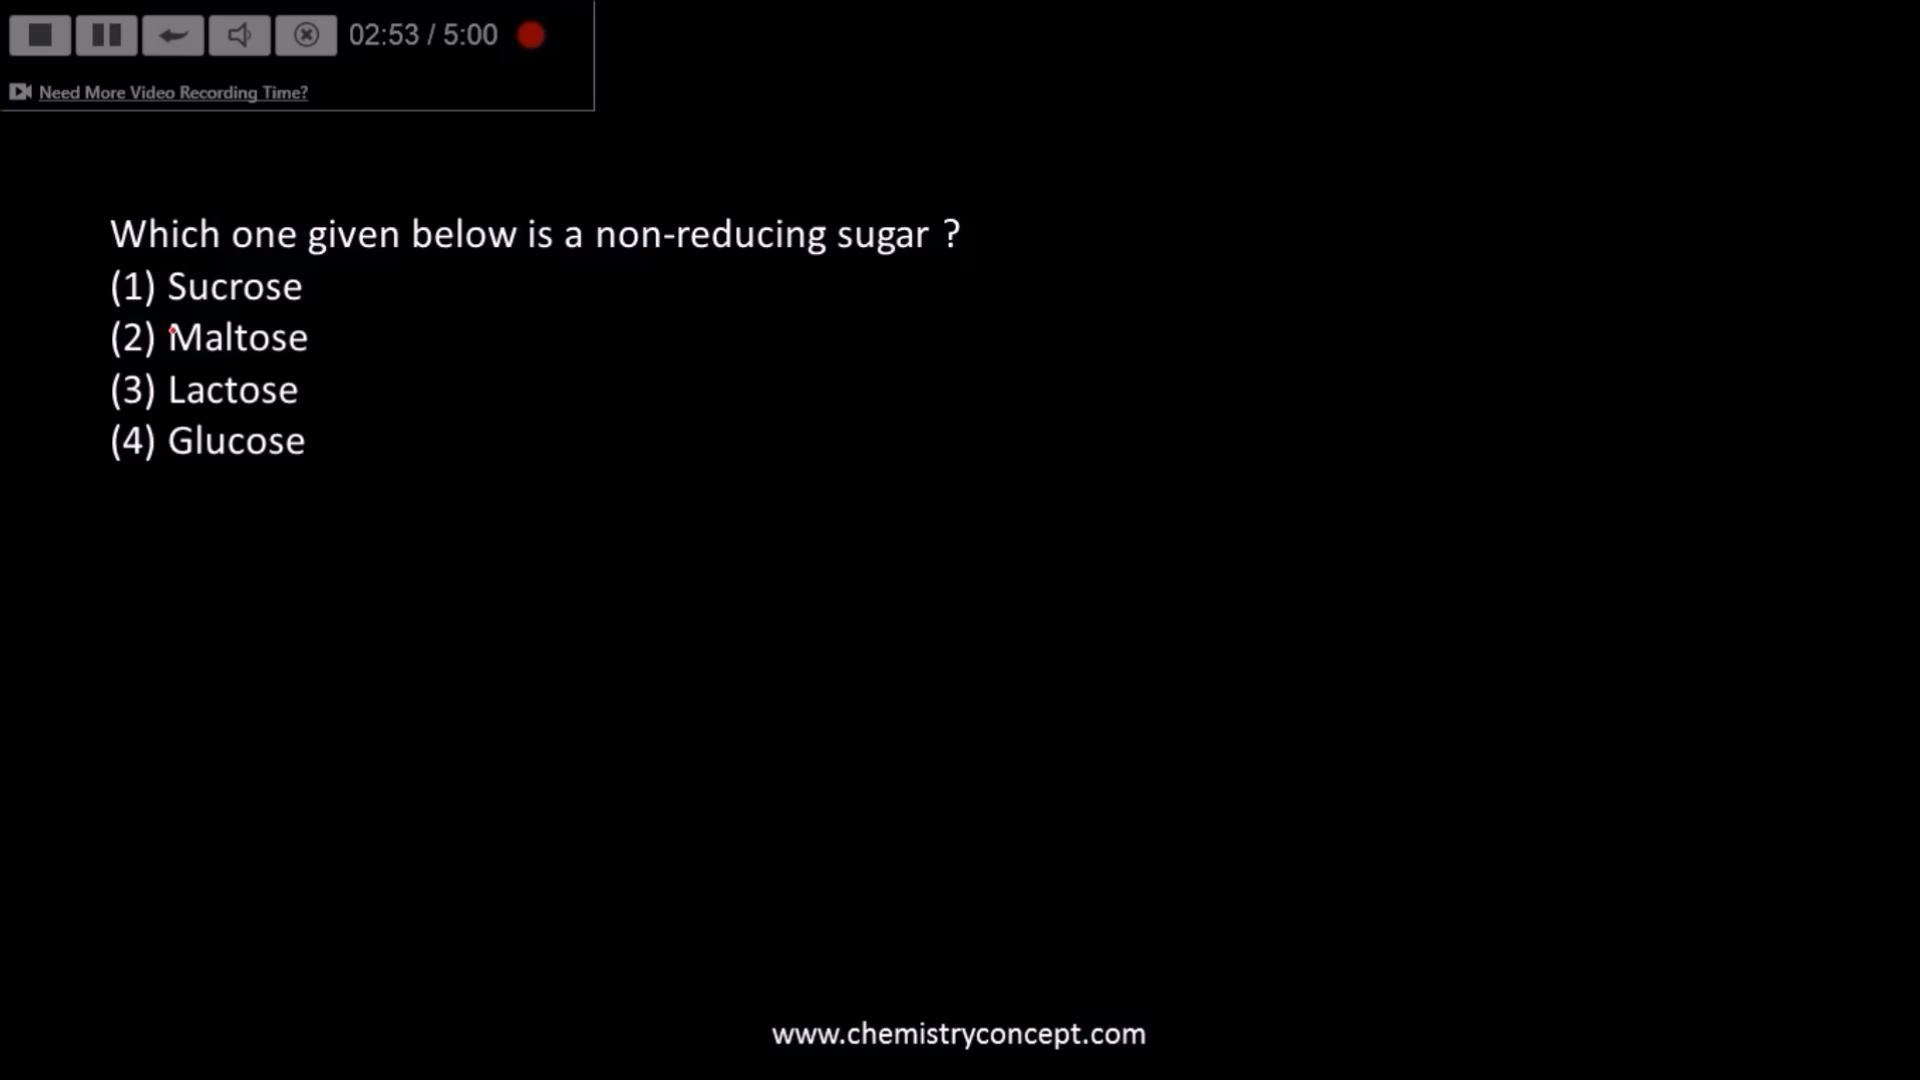 02:53 / 5:00
Need More Video Recording Time?
Which one given below is a non-reducing sugar ?
(1) Sucrose
(2) Maltose
(3) Lactose
(4) Glucose
www.chemistryconcept.com